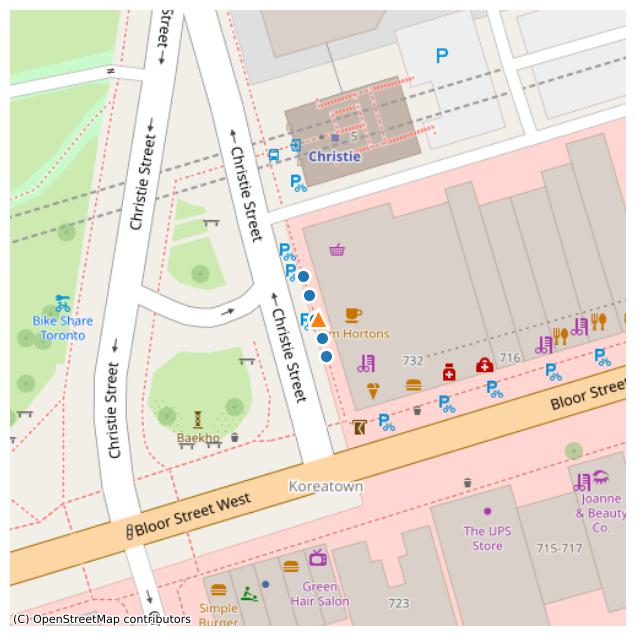 Street
P
Christie Street
Christie Street
5
Christie
Bike Share
Toronto
m Hortons
Christie Street
Christie Street
732
716
Baekho
Bloor Street
Koreatown
Bloor Street West
Joanne
& Beauty
Co.
The UPS
Store
715-717
Green
Hair Salon
723
Simple
Burger
(C) OpenStreetMap contributors